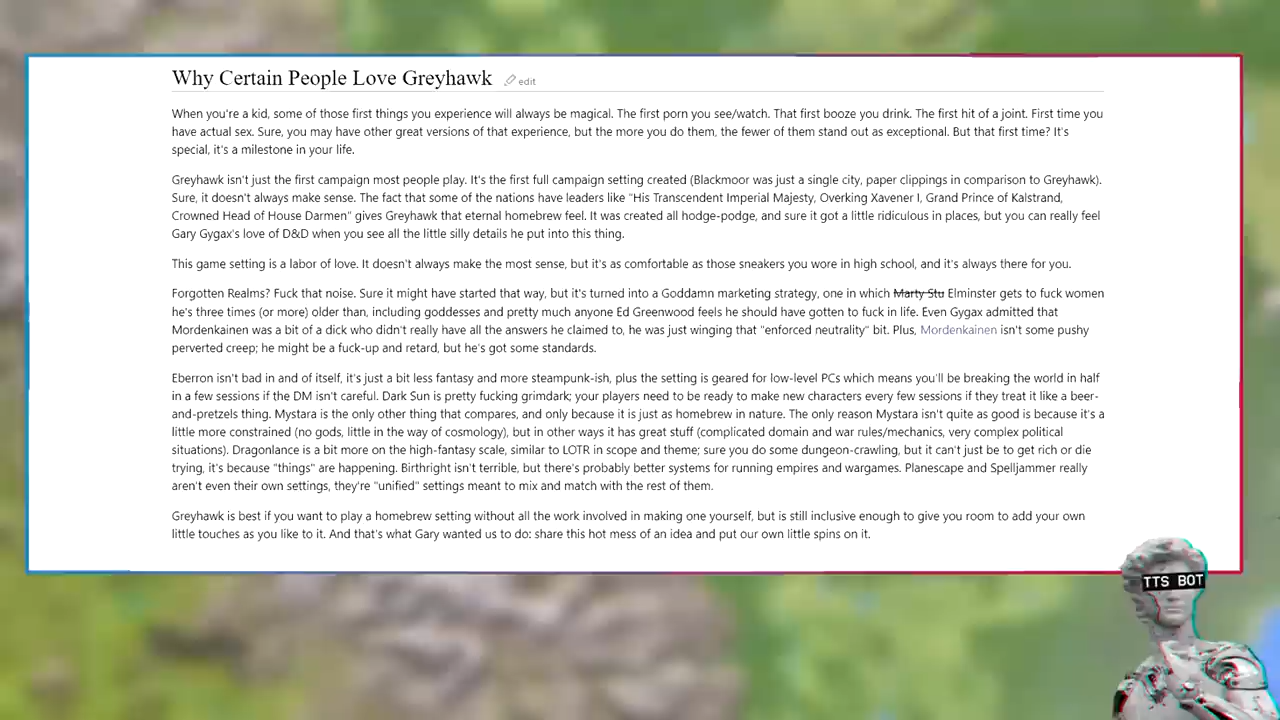 Why Certain People Love Greyhawk edit
When you're a kid, some of those first things you experience will always be magical. The first porn you see/watch. That first booze you drink. The first hit of a joint. First time you
have actual sex. Sure, you may have other great versions of that experience, but the more you do them, the fewer of them stand out as exceptional. But that first time? It's
special, it's a milestone in your life.
Greyhawk isn't just the first campaign most people play. It's the first full campaign setting created (Blackmoor was just a single city, paper clippings in comparison to Greyhawk).
Sure, it doesn't always make sense. The fact that some of the nations have leaders like "His Transcendent Imperial Majesty, Overking Xavener I, Grand Prince of Kalstrand,
Crowned Head of House Darmen" gives Greyhawk that eternal homebrew feel. It was created all hodge-podge, and sure it got a little ridiculous in places, but you can really feel
Gary Gygax's love of D&D when you see all the little silly details he put into this thing.
This game setting is a labor of love. It doesn't always make the most sense, but it's as comfortable as those sneakers you wore in high school, and it's always there for you.
Forgotten Realms? Fuck that noise. Sure it might have started that way, but it's turned into a Goddamn marketing strategy, one in which Marty Stu Elminster gets to fuck women
he's three times (or more) older than, including goddesses and pretty much anyone Ed Greenwood feels he should have gotten to fuck in life. Even Gygax admitted that
Mordenkainen was a bit of a dick who didn't really have all the answers he claimed to, he was just winging that "enforced neutrality" bit. Plus, Mordenkainen isn't some pushy
perverted creep; he might be a fuck-up and retard, but he's got some standards.
Eberron isn't bad in and of itself, it's just a bit less fantasy and more steampunk-ish, plus the setting is geared for low-level PCs which means you'll be breaking the world in half
in a few sessions if the DM isn't careful. Dark Sun is pretty fucking grimdark; your players need to be ready to make new characters every few sessions if they treat it like a beer-
and-pretzels thing. Mystara is the only other thing that compares, and only because it is just as homebrew in nature. The only reason Mystara isn't quite as good is because it's a
little more constrained (no gods, little in the way of cosmology), but in other ways it has great stuff (complicated domain and war rules/mechanics, very complex political
situations). Dragonlance is a bit more on the high-fantasy scale, similar to LOTR in scope and theme; sure you do some dungeon-crawling, but it can't just be to get rich or die
trying, it's because "things" are happening. Birthright isn't terrible, but there's probably better systems for running empires and wargames. Planescape and Spelljammer really
aren't even their own settings, they're "unified" settings meant to mix and match with the rest of them.
Greyhawk is best if you want to play a homebrew setting without all the work involved in making one yourself, but is still inclusive enough to give you room to add your own
little touches as you like to it. And that's what Gary wanted us to do: share this hot mess of an idea and put our own little spins on it.
TTS BOT